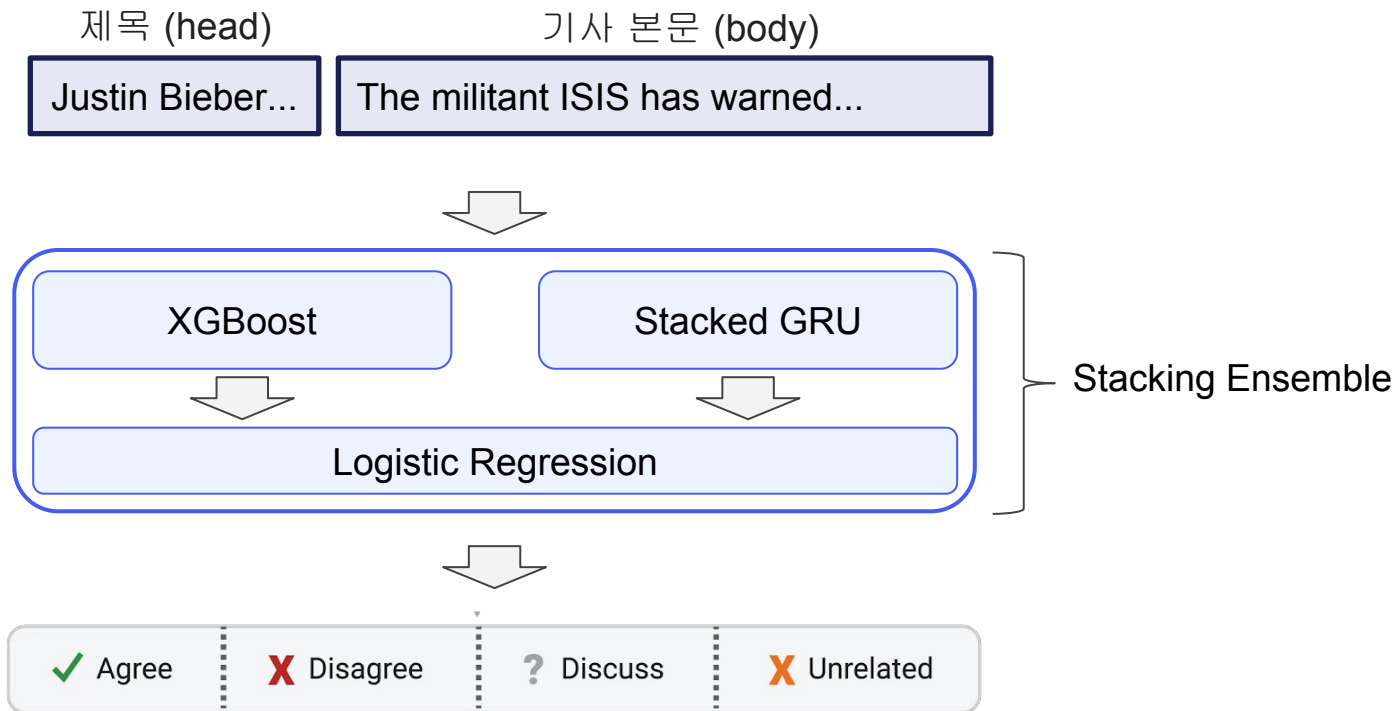 제목 (head)
기사 본문 (body)
Justin Bieber...
The militant ISIS has warned...
XGBoost
Stacked GRU
Logistic Regression
Stacking Ensemble
Agree
Disagree
? Discuss
Unrelated